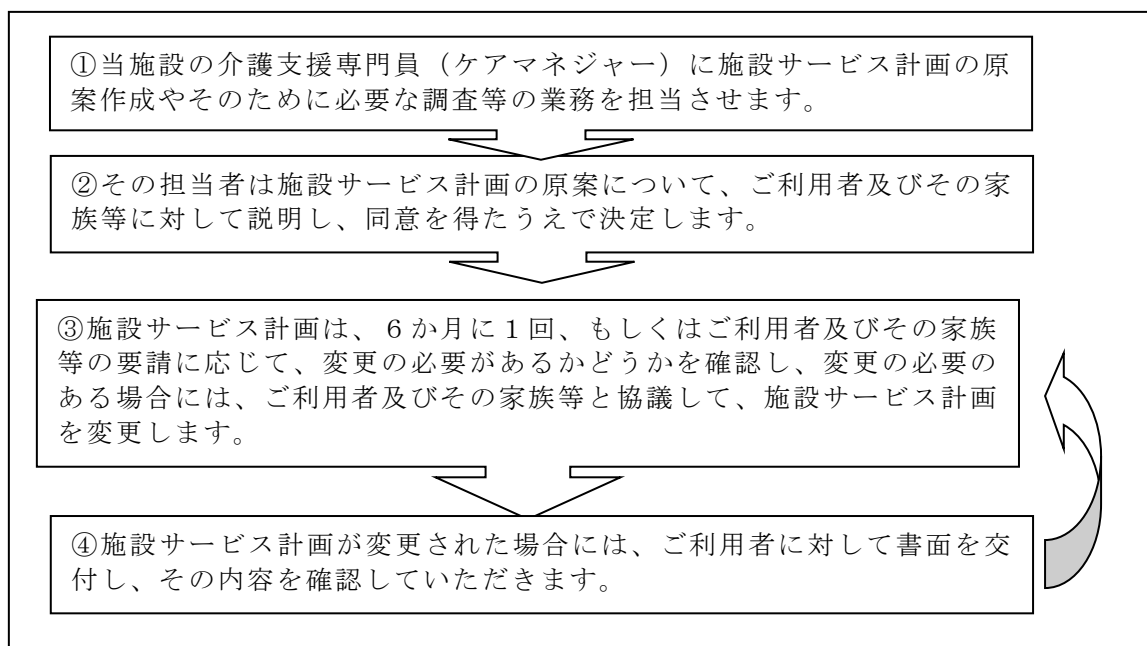 ①当施設の介護支援専門員（ケアマネジャー）に施設サービス計画の原
案作成やそのために必要な調査等の業務を担当させます。
②その担当者は施設サービス計画の原案について、ご利用者及びその家
族等に対して説明し、同意を得たうえで決定します。
③施設サービス計画は、６か月に１回、もしくはご利用者及びその家族
等の要請に応じて、変更の必要があるかどうかを確認し、変更の必要の
ある場合には、ご利用者及びその家族等と協議して、施設サービス計画
を変更します。
④施設サービス計画が変更された場合には、ご利用者に対して書面を交
付し、その内容を確認していただきます。